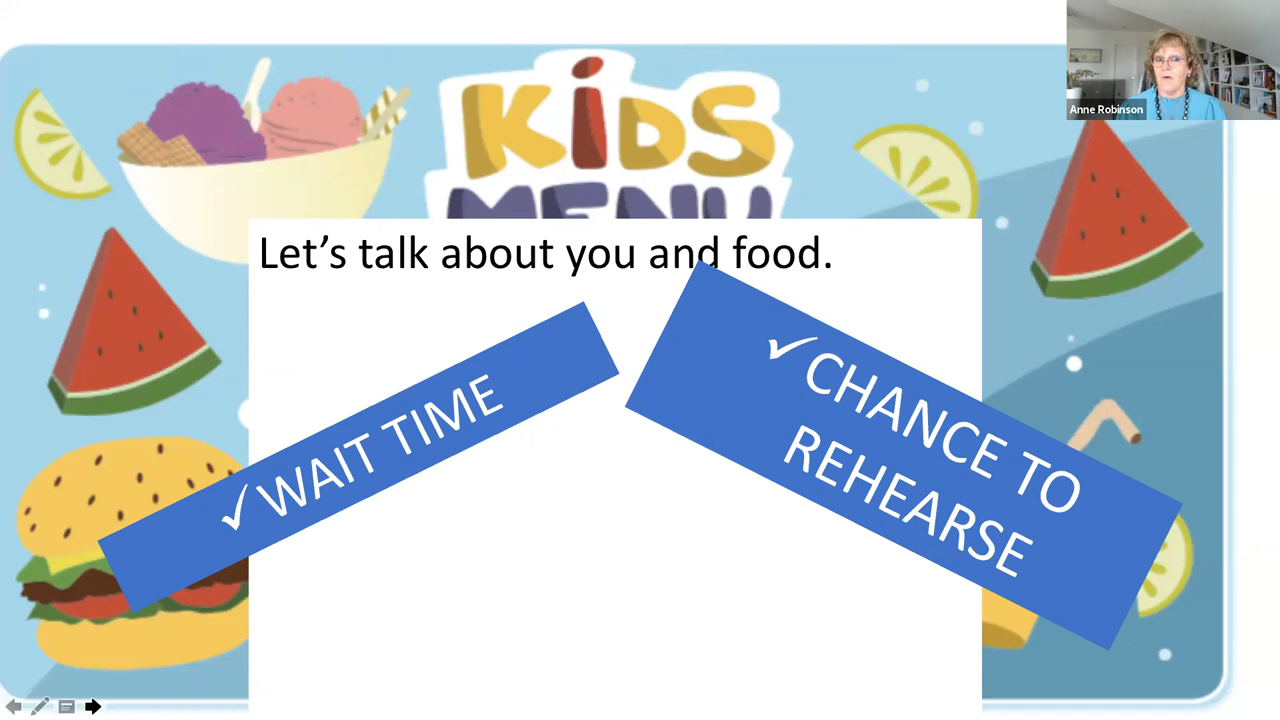 KiDS
MENU
Anne Robinson
Let's talk about you and food.
✓WAIT TIME
✓CHANCE TO
REHEARSE